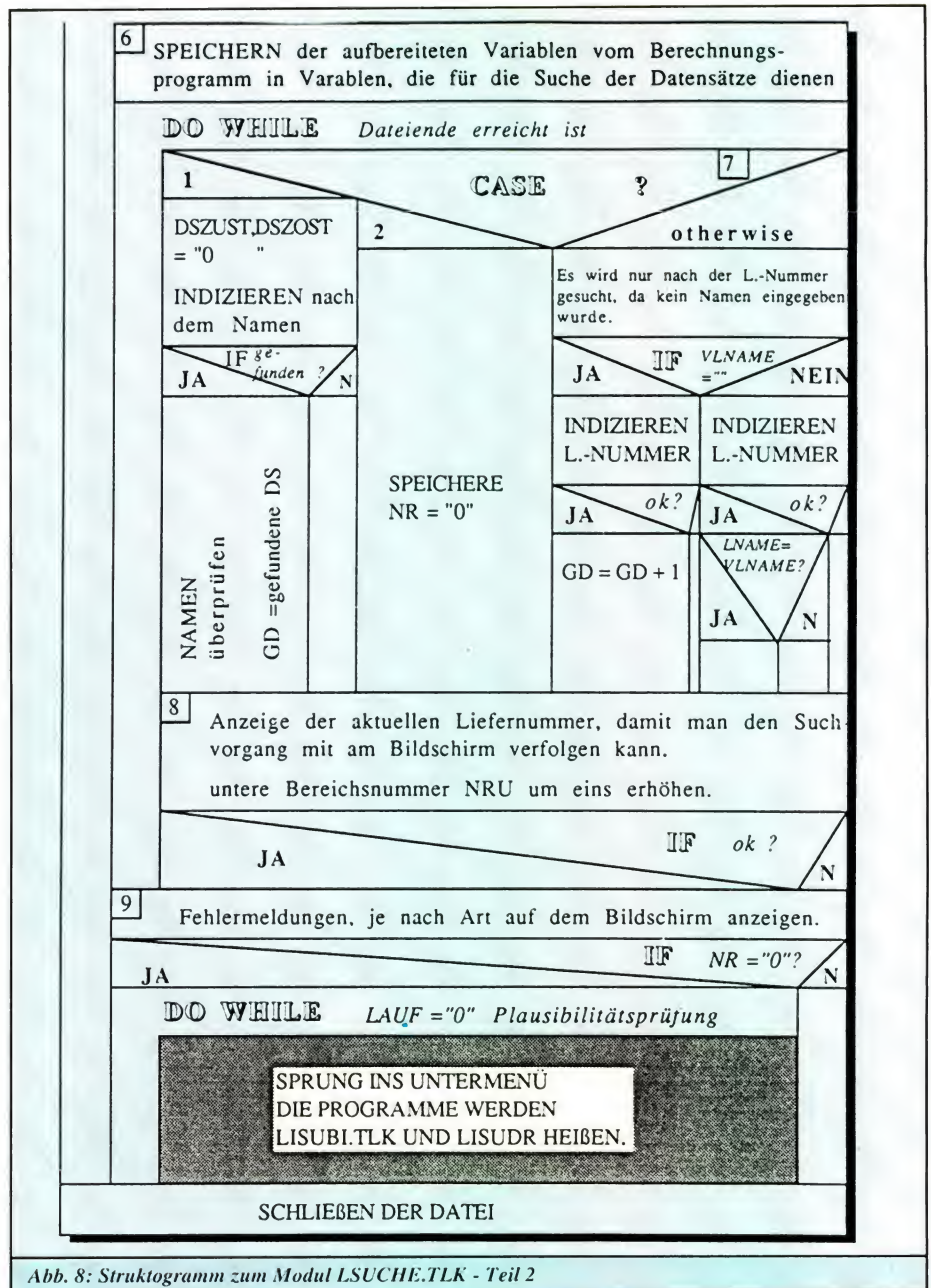 6
SPEICHERN der aufbereiteten Variablen vom Berechnungs-
programm in Varablen, die für die Suche der Datensätze dienen
DO WHILE Dateiende erreicht ist
7
CASE ?
1
2
otherwise
DSZUST,DSZOST
= "0 "
INDIZIEREN nach
dem Namen
IF ge-
funden ?
JA
N
NAMEN
überprüfen
GD =gefundene DS
SPEICHERE
NR = "0"
Es wird nur nach der L.-Nummer
gesucht, da kein Namen eingegeben
wurde.
IF VLNAME
=""
JA
NEIN
INDIZIEREN
L.-NUMMER
ok?
JA
GD = GD + 1
INDIZIEREN
L.-NUMMER
ok?
JA
LNAME=
VLNAME?
JA
N
8
Anzeige der aktuellen Liefernummer, damit man den Such-
vorgang mit am Bildschirm verfolgen kann.
untere Bereichsnummer NRU um eins erhöhen.
IF ok ?
JA
N
9
Fehlermeldungen, je nach Art auf dem Bildschirm anzeigen.
IF NR ="0"?
JA
N
DO WHILE LAUF ="0" Plausibilitätsprüfung
SPRUNG INS UNTERMENÜ
DIE PROGRAMME WERDEN
LISUBI.TLK UND LISUDR HEIßEN.
SCHLIEßEN DER DATEI
Abb. 8: Struktogramm zum Modul LSUCHE.TLK - Teil 2